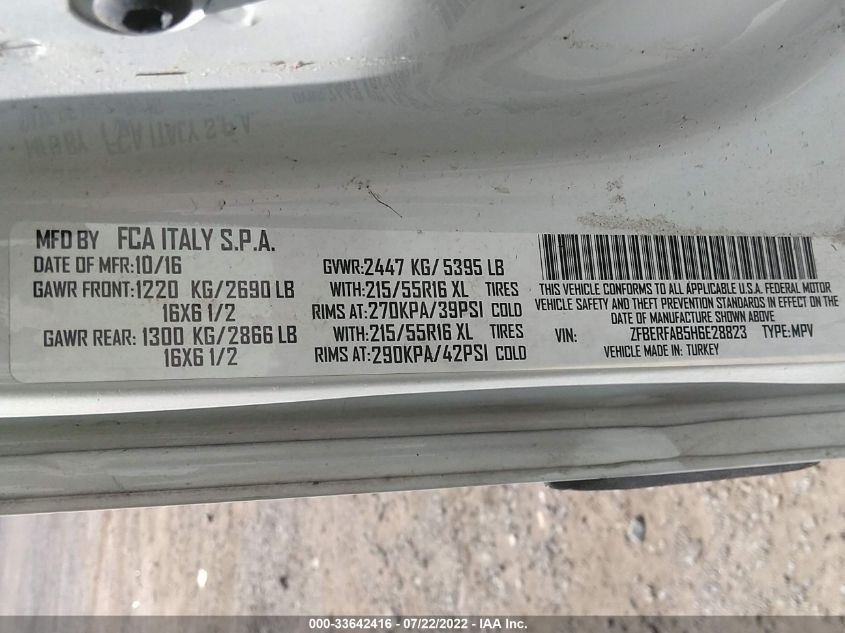 MFD BY FCA ITALY S.P.A.
DATE OF MFR:10/16 GVWR:2447 KG/ 5395 LB
GAWR FRONT:1220 KG/2690 LB WITH:215/55R16 XL TIRES
16X6 1/2 RIMS AT:270KPA/39PSI COLD
GAWR REAR: 1300 KG/2866 LB WITH:215/55R16 XL TIRES
16X6 1/2 RIMS AT:290KPA/42PSI COLD
THIS VEHICLE CONFORMS TO ALL APPLICABLE U.S.A. FEDERAL MOTOR
VEHICLE SAFETY AND THEFT PREVENTION STANDARDS IN EFFECT ON THE
DATE OF MANUFACTURE SHOWN ABOVE
VIN: ZFBERFAB5H6E28823 TYPE:MPV
VEHICLE MADE IN: TURKEY
000-33642416 - 07/22/2022 - IAA Inc.